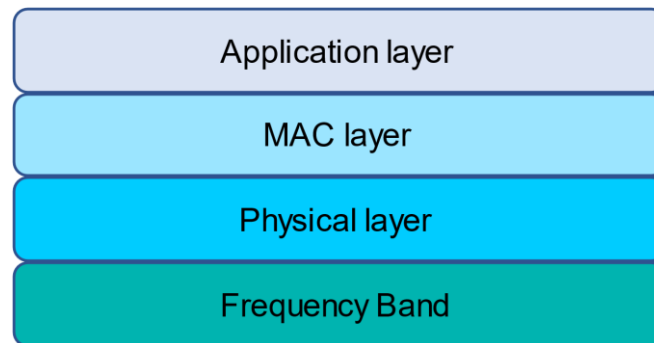 Application layer
MAC layer
Physical layer
Frequency Band